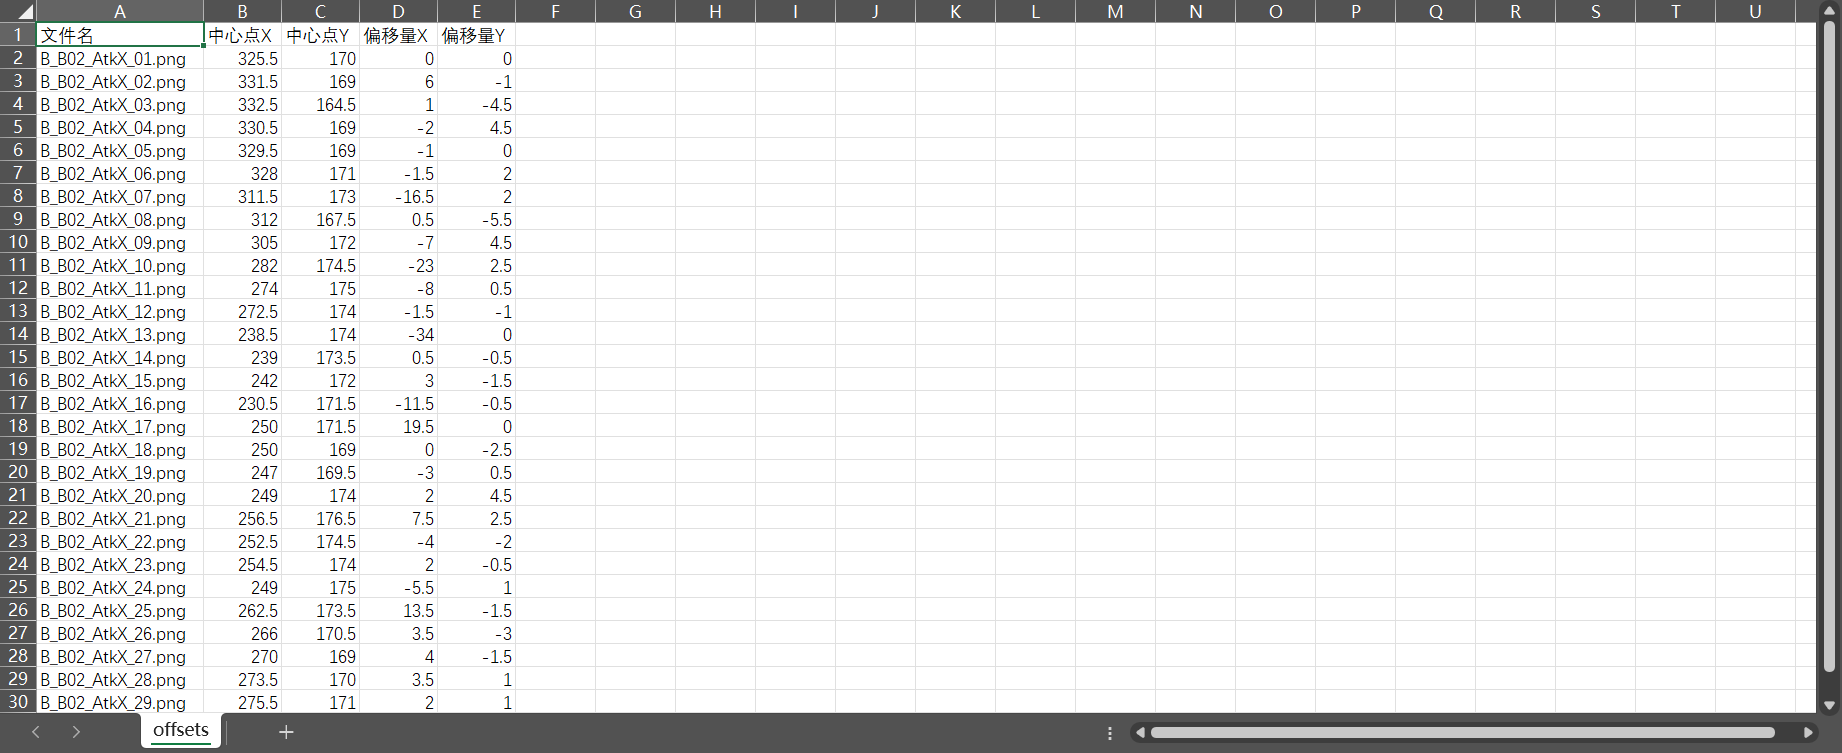 A B C D E F G H I J K L M N O P Q R S T U
1 文件名 中心点X 中心点Y 偏移量X 偏移量Y
2 B_B02_AtkX_01.png 325.5 170 0 0
3 B_B02_AtkX_02.png 331.5 169 6 -1
4 B_B02_AtkX_03.png 332.5 164.5 1 -4.5
5 B_B02_AtkX_04.png 330.5 169 -2 4.5
6 B_B02_AtkX_05.png 329.5 169 -1 0
7 B_B02_AtkX_06.png 328 171 -1.5 2
8 B_B02_AtkX_07.png 311.5 173 -16.5 2
9 B_B02_AtkX_08.png 312 167.5 0.5 -5.5
10 B_B02_AtkX_09.png 305 172 -7 4.5
11 B_B02_AtkX_10.png 282 174.5 -23 2.5
12 B_B02_AtkX_11.png 274 175 -8 0.5
13 B_B02_AtkX_12.png 272.5 174 -1.5 -1
14 B_B02_AtkX_13.png 238.5 174 -34 0
15 B_B02_AtkX_14.png 239 173.5 0.5 -0.5
16 B_B02_AtkX_15.png 242 172 3 -1.5
17 B_B02_AtkX_16.png 230.5 171.5 -11.5 -0.5
18 B_B02_AtkX_17.png 250 171.5 19.5 0
19 B_B02_AtkX_18.png 250 169 0 -2.5
20 B_B02_AtkX_19.png 247 169.5 -3 0.5
21 B_B02_AtkX_20.png 249 174 2 4.5
22 B_B02_AtkX_21.png 256.5 176.5 7.5 2.5
23 B_B02_AtkX_22.png 252.5 174.5 -4 -2
24 B_B02_AtkX_23.png 254.5 174 2 -0.5
25 B_B02_AtkX_24.png 249 175 -5.5 1
26 B_B02_AtkX_25.png 262.5 173.5 13.5 -1.5
27 B_B02_AtkX_26.png 266 170.5 3.5 -3
28 B_B02_AtkX_27.png 270 169 4 -1.5
29 B_B02_AtkX_28.png 273.5 170 3.5 1
30 B_B02_AtkX_29.png 275.5 171 2 1
offsets